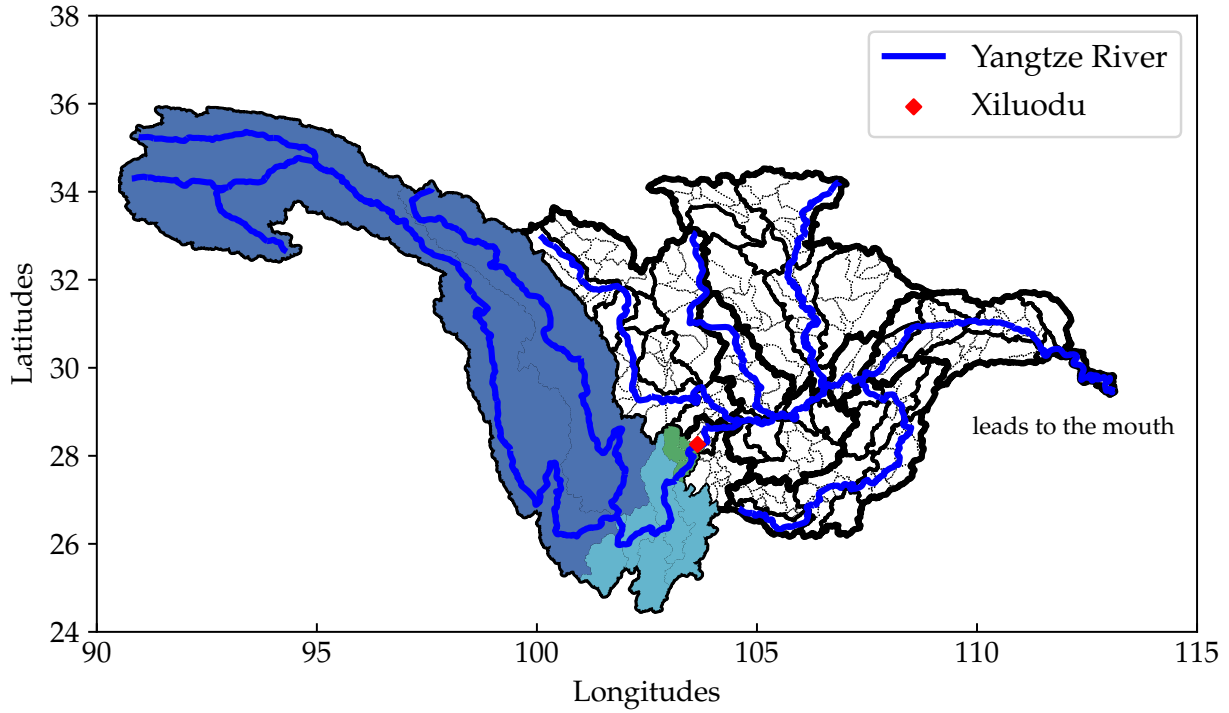 38
36
34
32
30
28
26
24
Latitudes
Yangtze River
Xiluodu
leads to the mouth
90
95
100
105
110
115
Longitudes